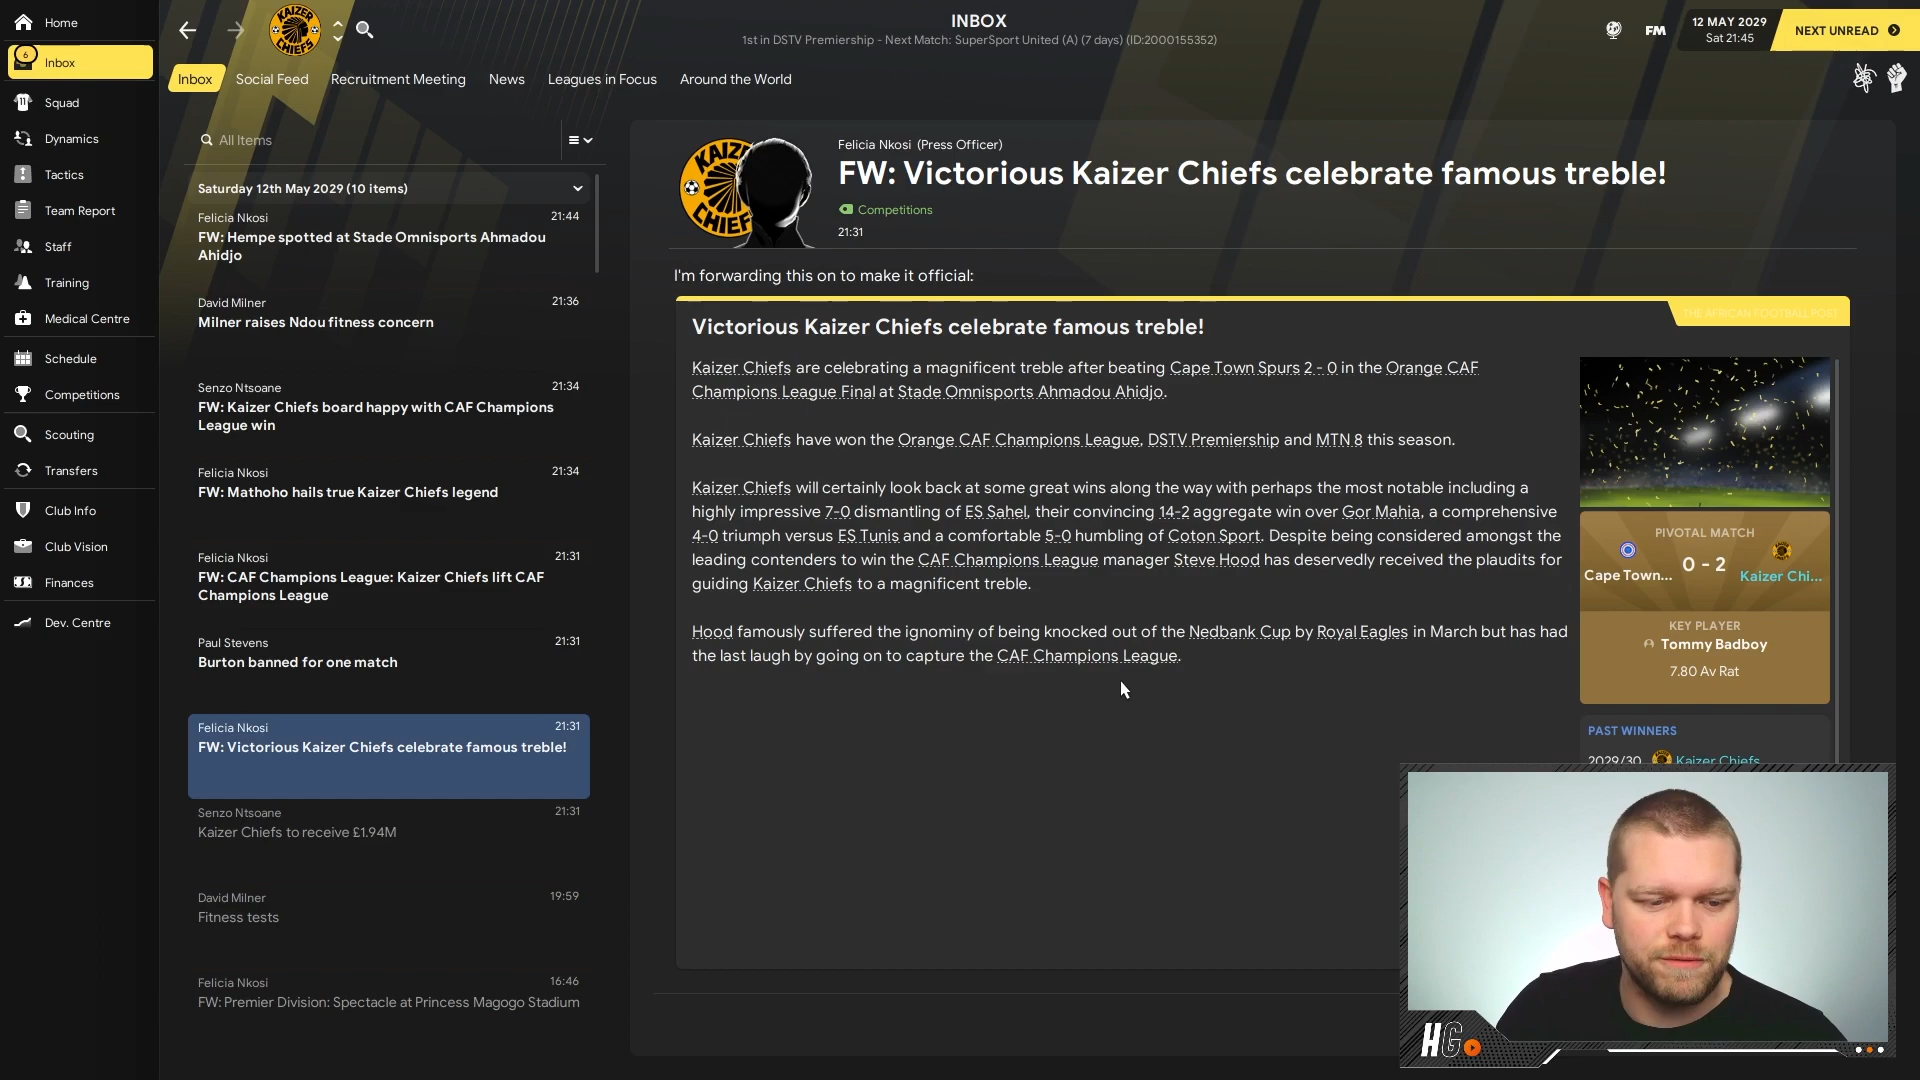 Home
6
Inbox
Squad
Dynamics
Tactics
Team Report
Staff
Training
Medical Centre
Schedule
Competitions
Scouting
Transfers
Club Info
Club Vision
Finances
Dev. Centre
KAIZER
CHIEFS
INBOX
1st in DSTV Premiership - Next Match: SuperSport United (A) (7 days) (ID:2000155352)
FM
12 MAY 2029
Sat 21:45
NEXT UNREAD
Inbox
Social Feed
Recruitment Meeting
News
Leagues in Focus
Around the World
All Items
Saturday 12th May 2029 (10 items)
Felicia Nkosi 21:44
FW: Hempe spotted at Stade Omnisports Ahmadou
Ahidjo
David Milner 21:36
Milner raises Ndou fitness concern
Senzo Ntsoane 21:34
FW: Kaizer Chiefs board happy with CAF Champions
League win
Felicia Nkosi 21:34
FW: Mathoho hails true Kaizer Chiefs legend
Felicia Nkosi 21:31
FW: CAF Champions League: Kaizer Chiefs lift CAF
Champions League
Paul Stevens 21:31
Burton banned for one match
Felicia Nkosi 21:31
FW: Victorious Kaizer Chiefs celebrate famous treble!
Senzo Ntsoane 21:31
Kaizer Chiefs to receive £1.94M
David Milner 19:59
Fitness tests
Felicia Nkosi 16:46
FW: Premier Division: Spectacle at Princess Magogo Stadium
Felicia Nkosi (Press Officer)
FW: Victorious Kaizer Chiefs celebrate famous treble!
Competitions
21:31
I'm forwarding this on to make it official:
THE AFRICAN FOOTBALL POST
Victorious Kaizer Chiefs celebrate famous treble!
Kaizer Chiefs are celebrating a magnificent treble after beating Cape Town Spurs 2 - 0 in the Orange CAF
Champions League Final at Stade Omnisports Ahmadou Ahidjo.
Kaizer Chiefs have won the Orange CAF Champions League, DSTV Premiership and MTN 8 this season.
Kaizer Chiefs will certainly look back at some great wins along the way with perhaps the most notable including a
highly impressive 7-0 dismantling of ES Sahel, their convincing 14-2 aggregate win over Gor Mahia, a comprehensive
4-0 triumph versus ES Tunis and a comfortable 5-0 humbling of Coton Sport. Despite being considered amongst the
leading contenders to win the CAF Champions League manager Steve Hood has deservedly received the plaudits for
guiding Kaizer Chiefs to a magnificent treble.
Hood famously suffered the ignominy of being knocked out of the Nedbank Cup by Royal Eagles in March but has had
the last laugh by going on to capture the CAF Champions League.
PIVOTAL MATCH
0 - 2
Cape Town...
Kaizer Chi...
KEY PLAYER
Tommy Badboy
7.80 Av Rat
PAST WINNERS
2029/30 Kaizer Chiefs
HG